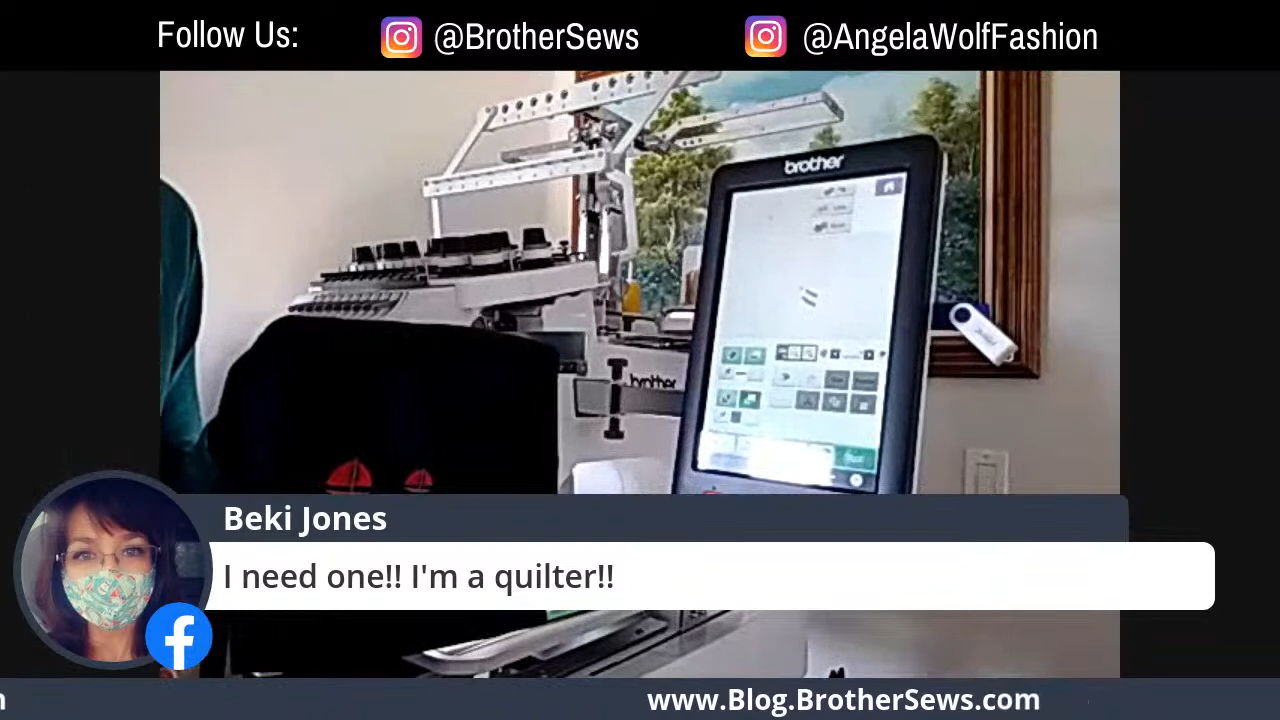 Follow Us: @BrotherSews @AngelaWolfFashion
brother
brother
Beki Jones
I need one!! I'm a quilter!!
www.Blog.BrotherSews.com